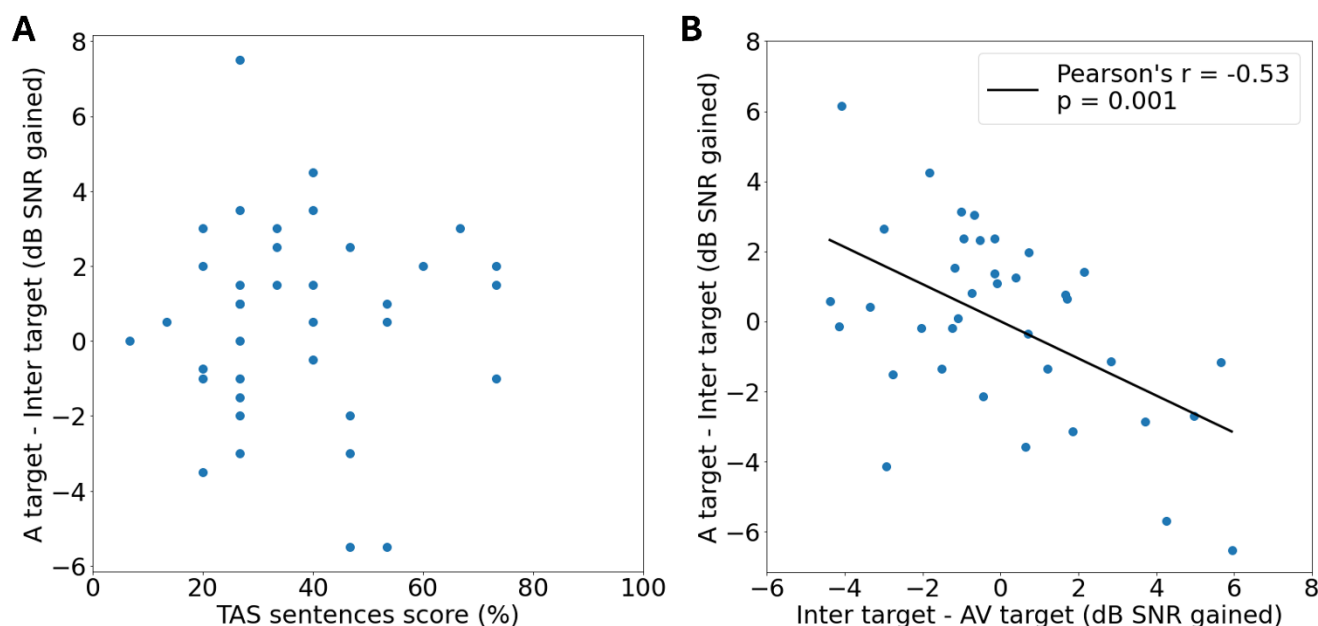 A
8
6
4
2
0
−2
−4
−6
A target - Inter target (dB SNR gained)
0 20 40 60 80 100
TAS sentences score (%)
B
8
6
4
2
0
−2
−4
−6
A target - Inter target (dB SNR gained)
Pearson's r = -0.53
p = 0.001
−6 −4 −2 0 2 4 6 8
Inter target - AV target (dB SNR gained)